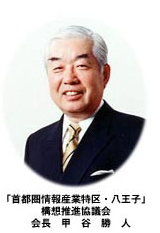 「首都圏情報産業特区・八王子」
構想推進協議会
会長　甲　谷　勝　人